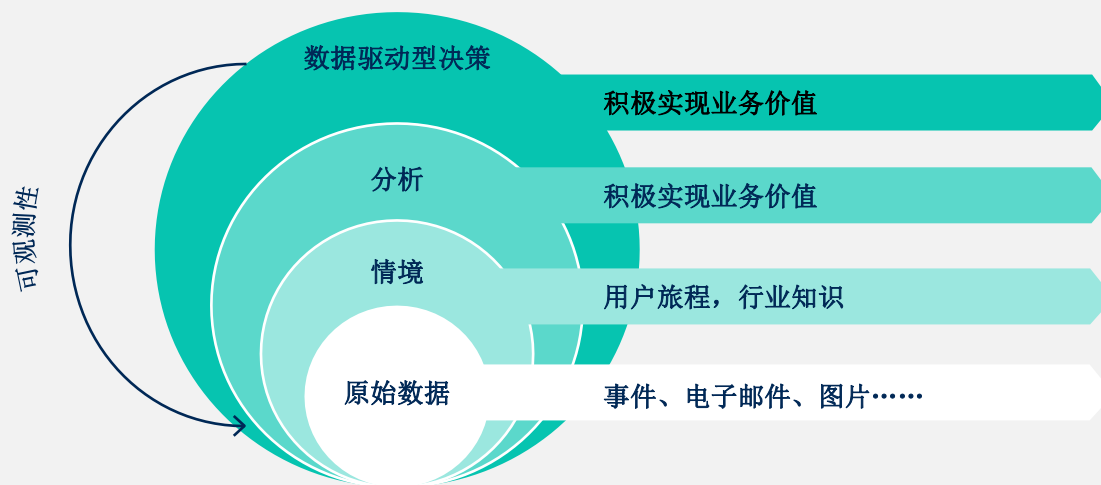 数据驱动型决策
积极实现业务价值
分析
积极实现业务价值
可观测性
情境
用户旅程，行业知识
原始数据
事件、电子邮件、图片……